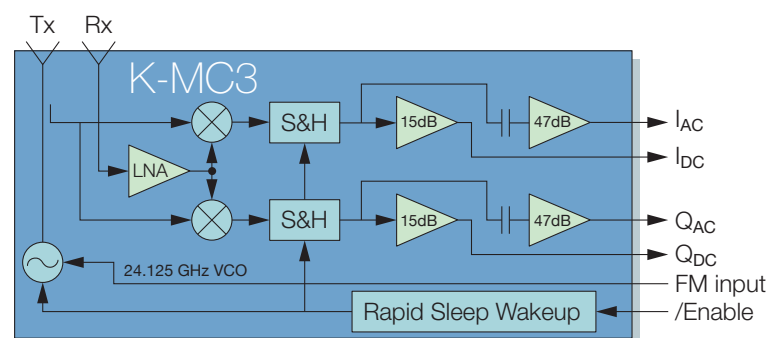 Tx Rx
K-MC3
S&H 15dB 47dB I_AC
I_DC
LNA
S&H 15dB 47dB Q_AC
Q_DC
24.125 GHz VCO
FM input
Rapid Sleep Wakeup /Enable